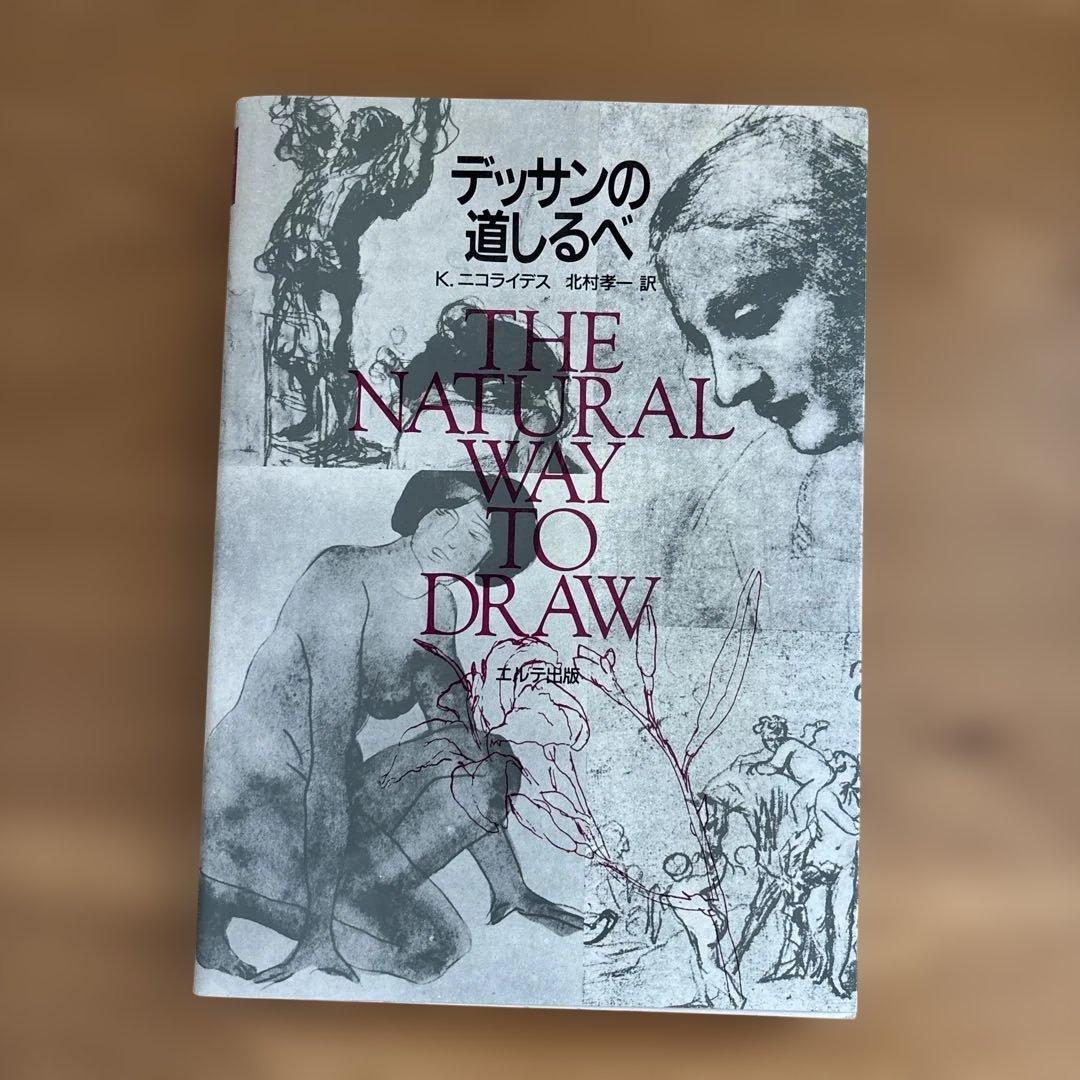 デッサンの
道しるべ
K.ニコライデス 北村孝一 訳
THE
NATURAL
WAY
TO
DRAW
エルテ出版